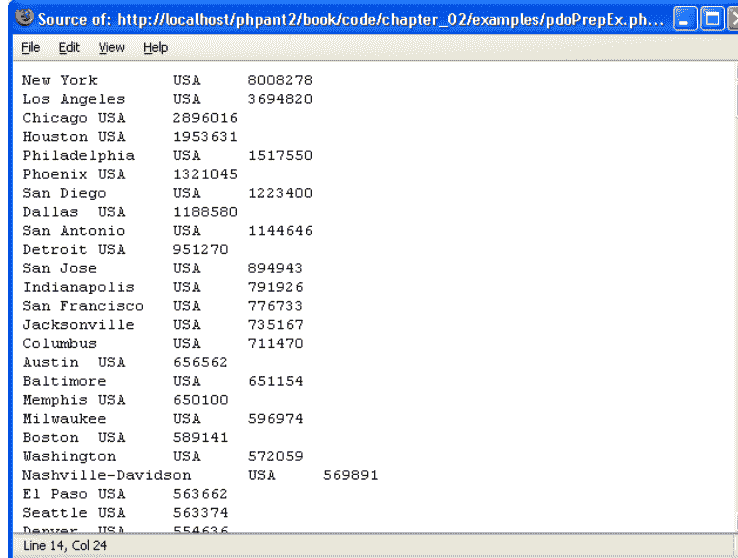 Source of: http://localhost/phpant2/book/code/chapter_02/examples/pdoPrepEx.ph...
File Edit View Help
New York USA 8008278
Los Angeles USA 3694820
Chicago USA 2896016
Houston USA 1953631
Philadelphia USA 1517550
Phoenix USA 1321045
San Diego USA 1223400
Dallas USA 1188580
San Antonio USA 1144646
Detroit USA 951270
San Jose USA 894943
Indianapolis USA 791926
San Francisco USA 776733
Jacksonville USA 735167
Columbus USA 711470
Austin USA 656562
Baltimore USA 651154
Memphis USA 650100
Milwaukee USA 596974
Boston USA 589141
Washington USA 572059
Nashville-Davidson USA 569891
El Paso USA 563662
Seattle USA 563374
Denver USA 554636
Line 14, Col 24